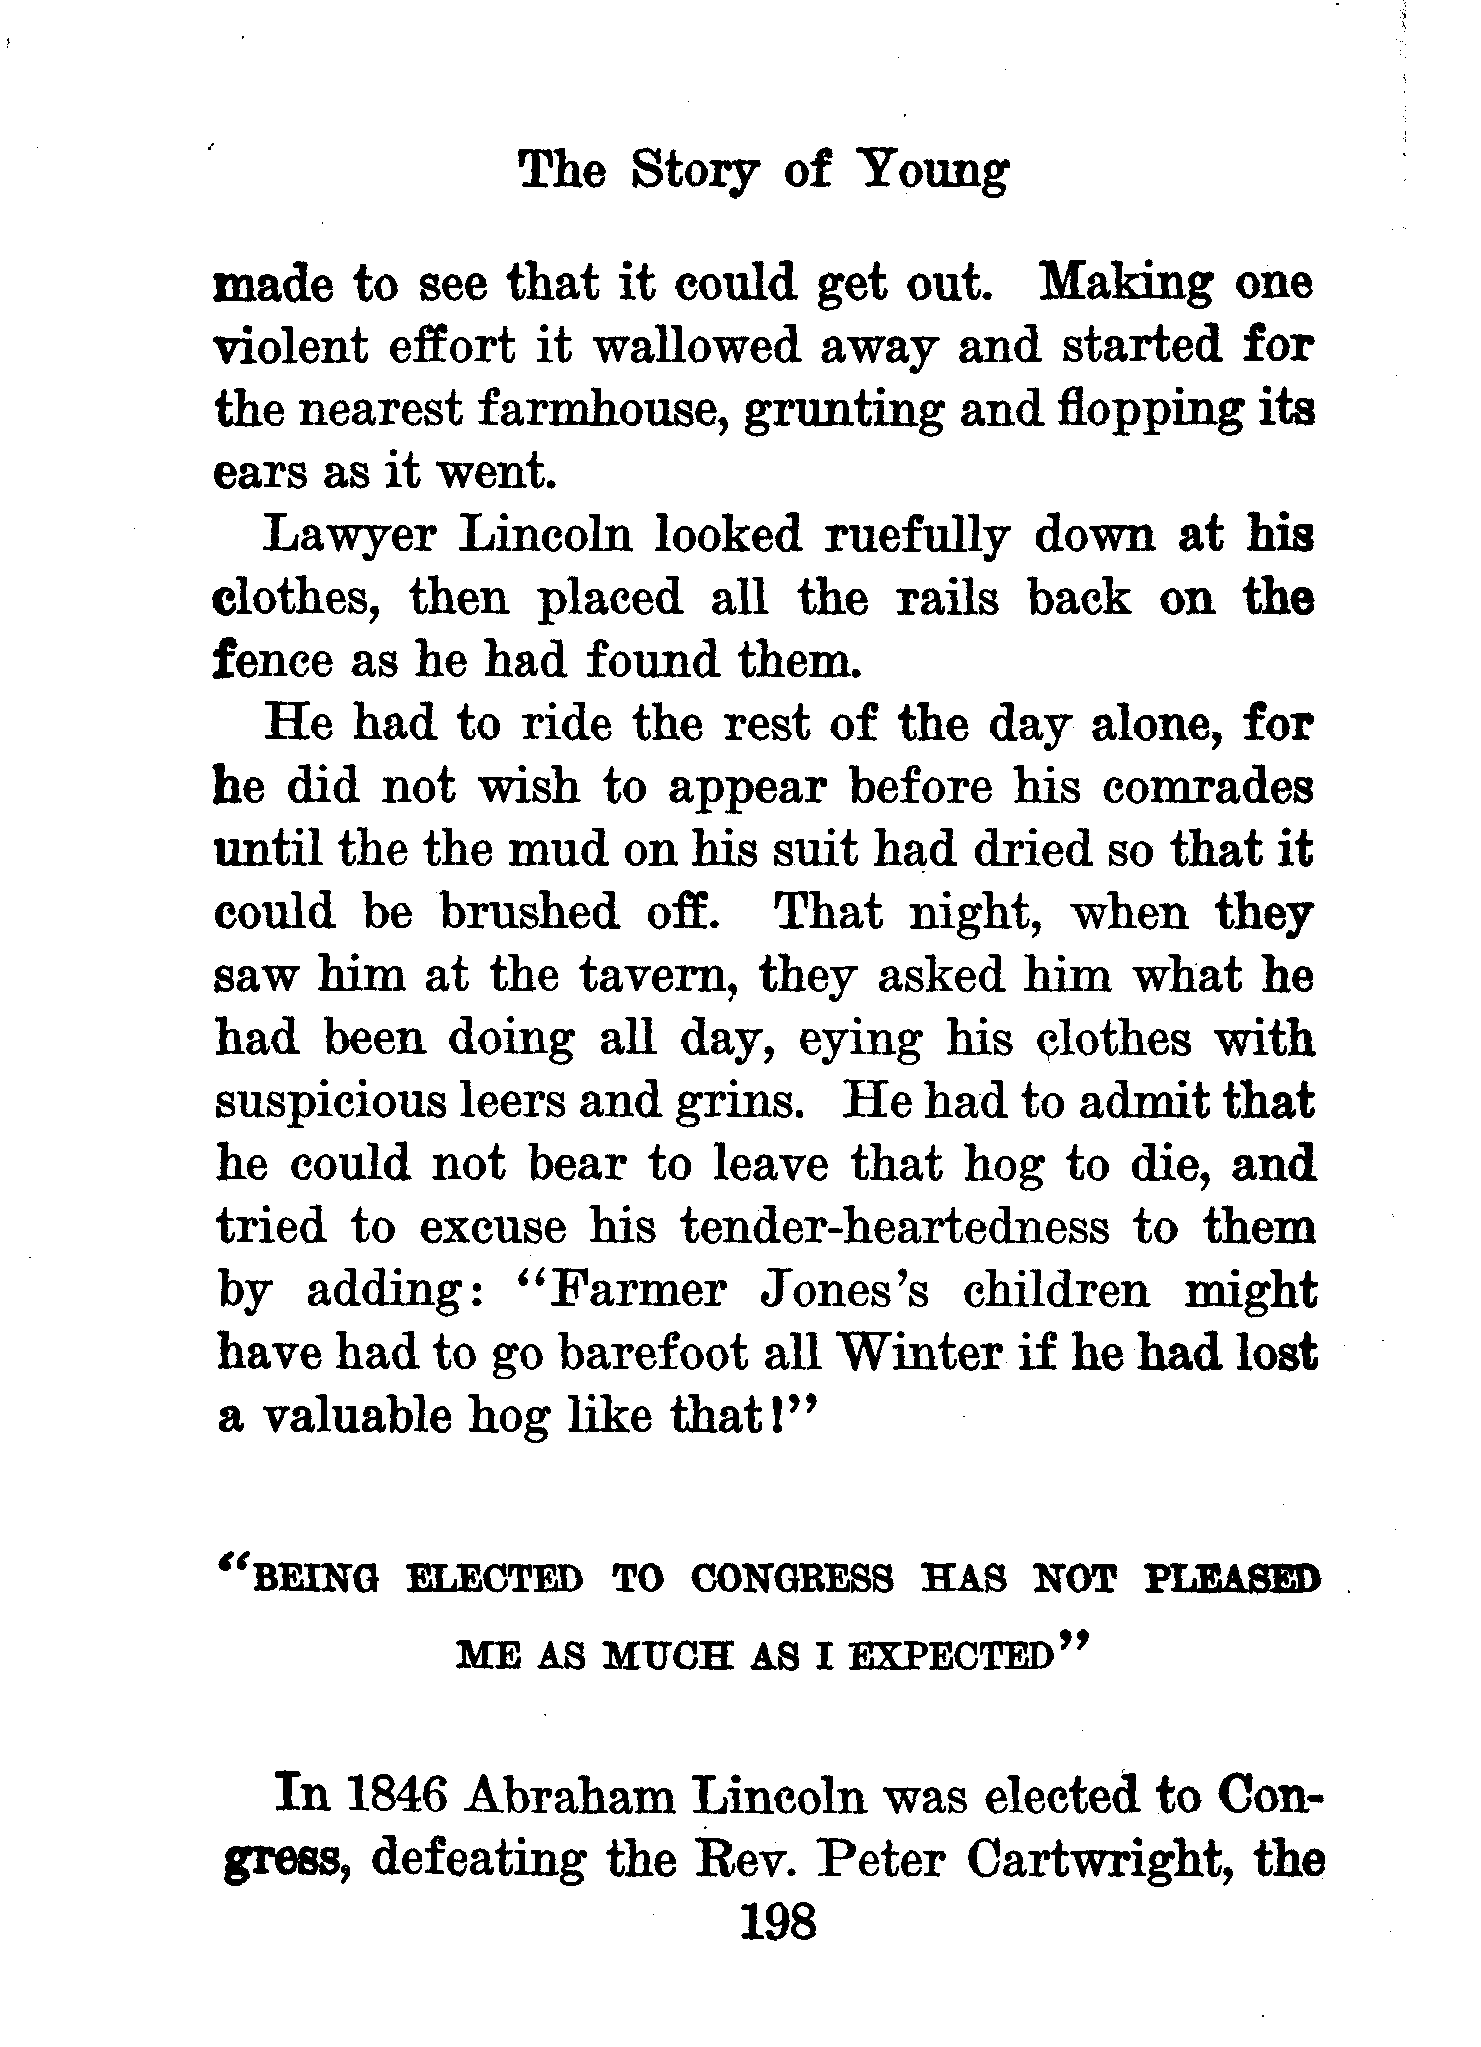 The Story of Young
made to see that it could get out. Making one
violent effort it wallowed away and started for
the nearest farmhouse, grunting and flopping its
ears as it went.
Lawyer Lincoln looked ruefully down at his
clothes, then placed all the rails back on the
fence as he had found them.
He had to ride the rest of the day alone, for
he did not wish to appear before his comrades
until the the mud on his suit had dried so that it
could be brushed off. That night, when they
saw him at the tavern, they asked him what he
had been doing all day, eying his clothes with
suspicious leers and grins. He had to admit that
he could not bear to leave that hog to die, and
tried to excuse his tender-heartedness to them
by adding: “Farmer Jones’s children might
have had to go barefoot all Winter if he had lost
a valuable hog like that!”
“BEING ELECTED TO CONGRESS HAS NOT PLEASED
ME AS MUCH AS I EXPECTED”
In 1846 Abraham Lincoln was elected to Con-
gress, defeating the Rev. Peter Cartwright, the
198